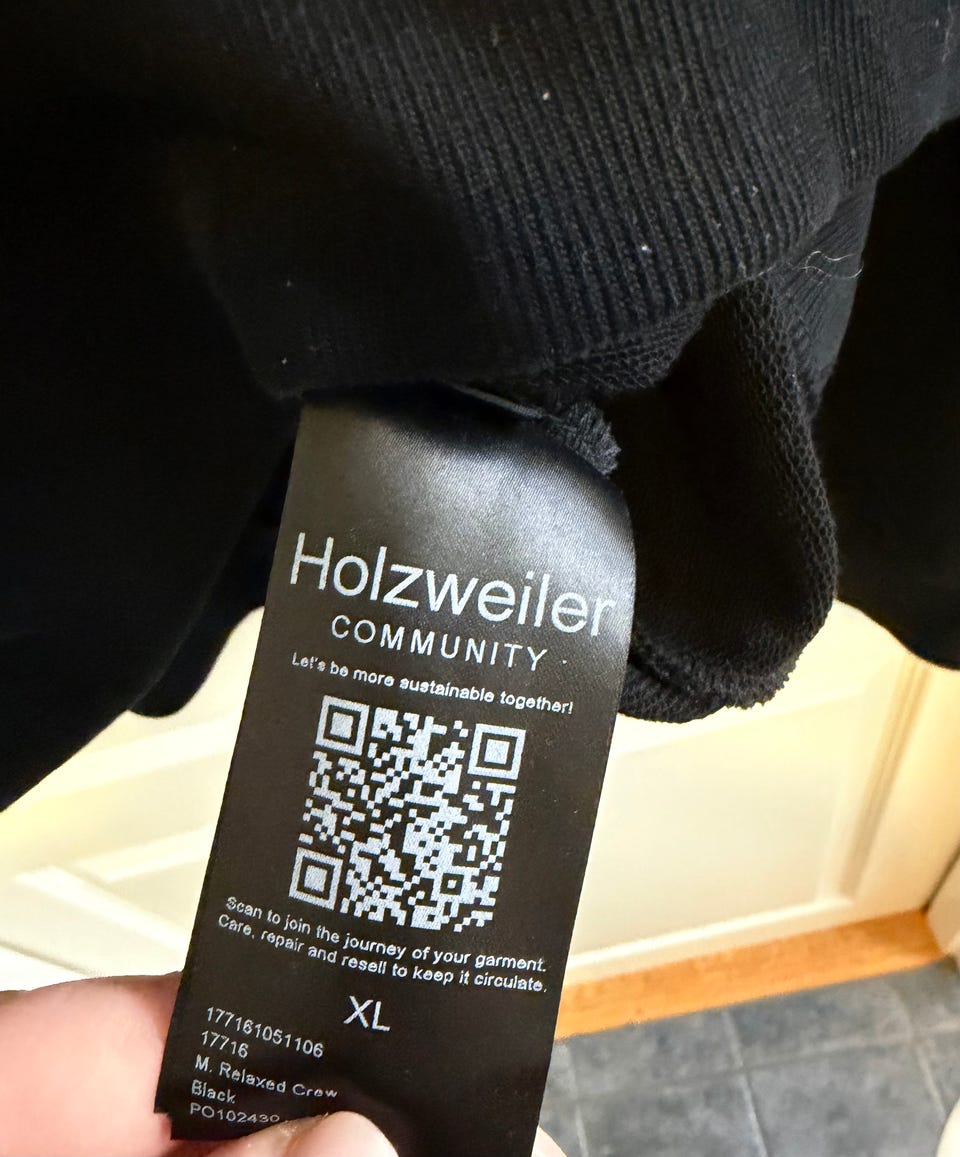 Holzweiler
COMMUNITY
Let's be more sustainable together!
Scan to join the journey of your garment.
Care, repair and resell to keep it circulate.
XL
177161051106
17716
M. Relaxed Crew
Black